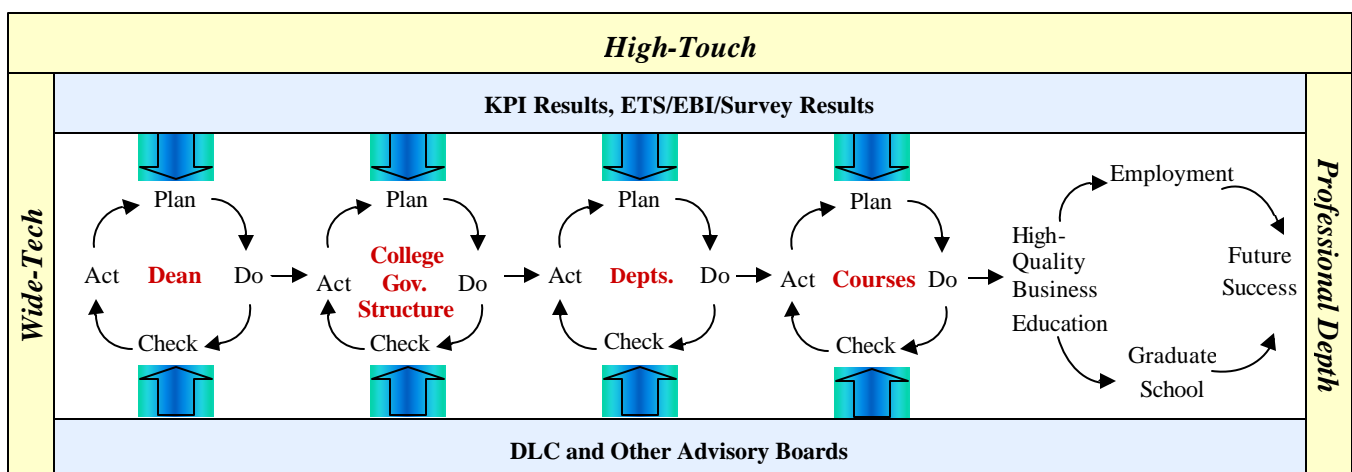 High-Touch
Wide-Tech
KPI Results, ETS/EBI/Survey Results
Plan
Act
Dean
Do
Check
Plan
Act
College
Gov.
Structure
Do
Check
Plan
Act
Depts.
Do
Check
Plan
Act
Courses
Do
Check
High-
Quality
Business
Education
Employment
Graduate
School
Future
Success
DLC and Other Advisory Boards
Professional Depth